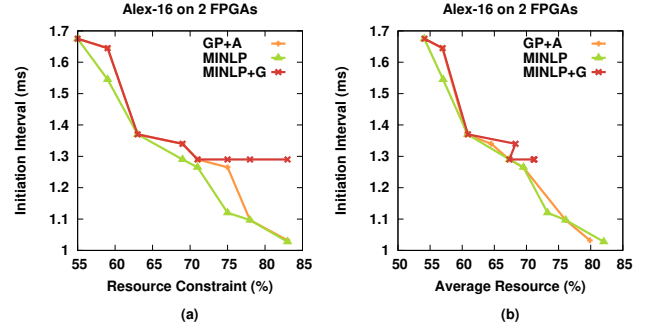 Alex-16 on 2 FPGAs
1.7
1.6
1.5
1.4
1.3
1.2
1.1
1
Initiation Interval (ms)
GP+A
MINLP
MINLP+G
55 60 65 70 75 80 85
Resource Constraint (%)
(a)
Alex-16 on 2 FPGAs
1.7
1.6
1.5
1.4
1.3
1.2
1.1
1
Initiation Interval (ms)
GP+A
MINLP
MINLP+G
50 55 60 65 70 75 80 85
Average Resource (%)
(b)